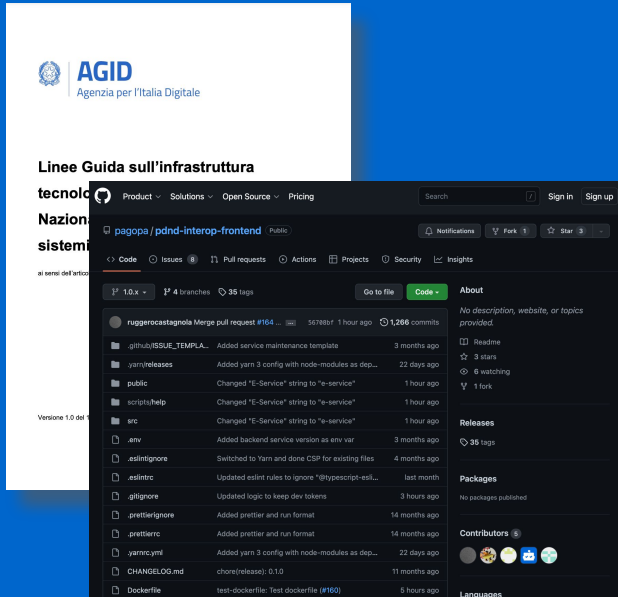 AGID
Agenzia per l'Italia Digitale
Linee Guida sull'infrastruttura
tecnolo
Nazion
sistemi
ai sensi dell'artico
Versione 1.0 del 1
Product Solutions Open Source Pricing Search / Sign in Sign up
pagopa / pdnd-interop-frontend Public Notifications Fork 1 Star 3
Code Issues 8 Pull requests Actions Projects Security Insights
1.0.x 4 branches 35 tags Go to file Code
ruggerocastagnola Merge pull request #164 ... 56708bf 1 hour ago 1,266 commits
.github/ISSUE_TEMPLA... Added service maintenance template 3 months ago
.yarn/releases Added yarn 3 config with node-modules as dep... 22 days ago
public Changed "E-Service" string to "e-service" 1 hour ago
scripts/help Changed "E-Service" string to "e-service" 1 hour ago
src Changed "E-Service" string to "e-service" 1 hour ago
.env Added backend service version as env var 3 months ago
.eslintignore Switched to Yarn and done CSP for existing files 4 months ago
.eslintrc Updated eslint rules to ignore "@typescript-esli... last month
.gitignore Updated logic to keep dev tokens 3 hours ago
.prettierignore Added prettier and run format 14 months ago
.prettierrc Added prettier and run format 14 months ago
.yarnrc.yml Added yarn 3 config with node-modules as dep... 22 days ago
CHANGELOG.md chore(release): 0.1.0 11 months ago
Dockerfile test-dockerfile: Test dockerfile (#160) 5 hours ago
About
No description, website, or topics
provided.
Readme
3 stars
6 watching
1 fork
Releases
35 tags
Packages
No packages published
Contributors 5
Languages